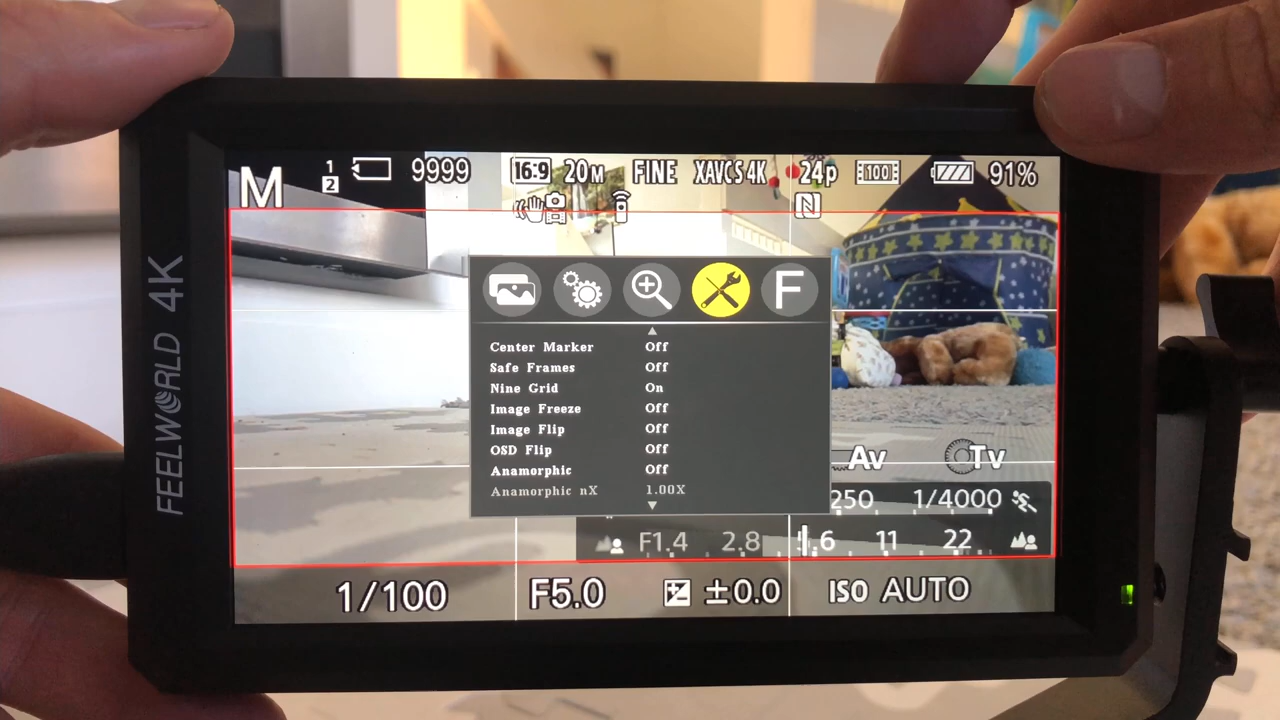 FEELWORLD 4K
M
1
2
9999
16:9 20M FINE XAVC S 4K 24p 100 91%
N
F
Center Marker Off
Safe Frames Off
Nine Grid On
Image Freeze Off
Image Flip Off
OSD Flip Off
Anamorphic Off
Anamorphic nX 1.00X
Av Tv
250 1/4000
F1.4 2.8 5.6 11 22
1/100 F5.0 ±0.0 ISO AUTO